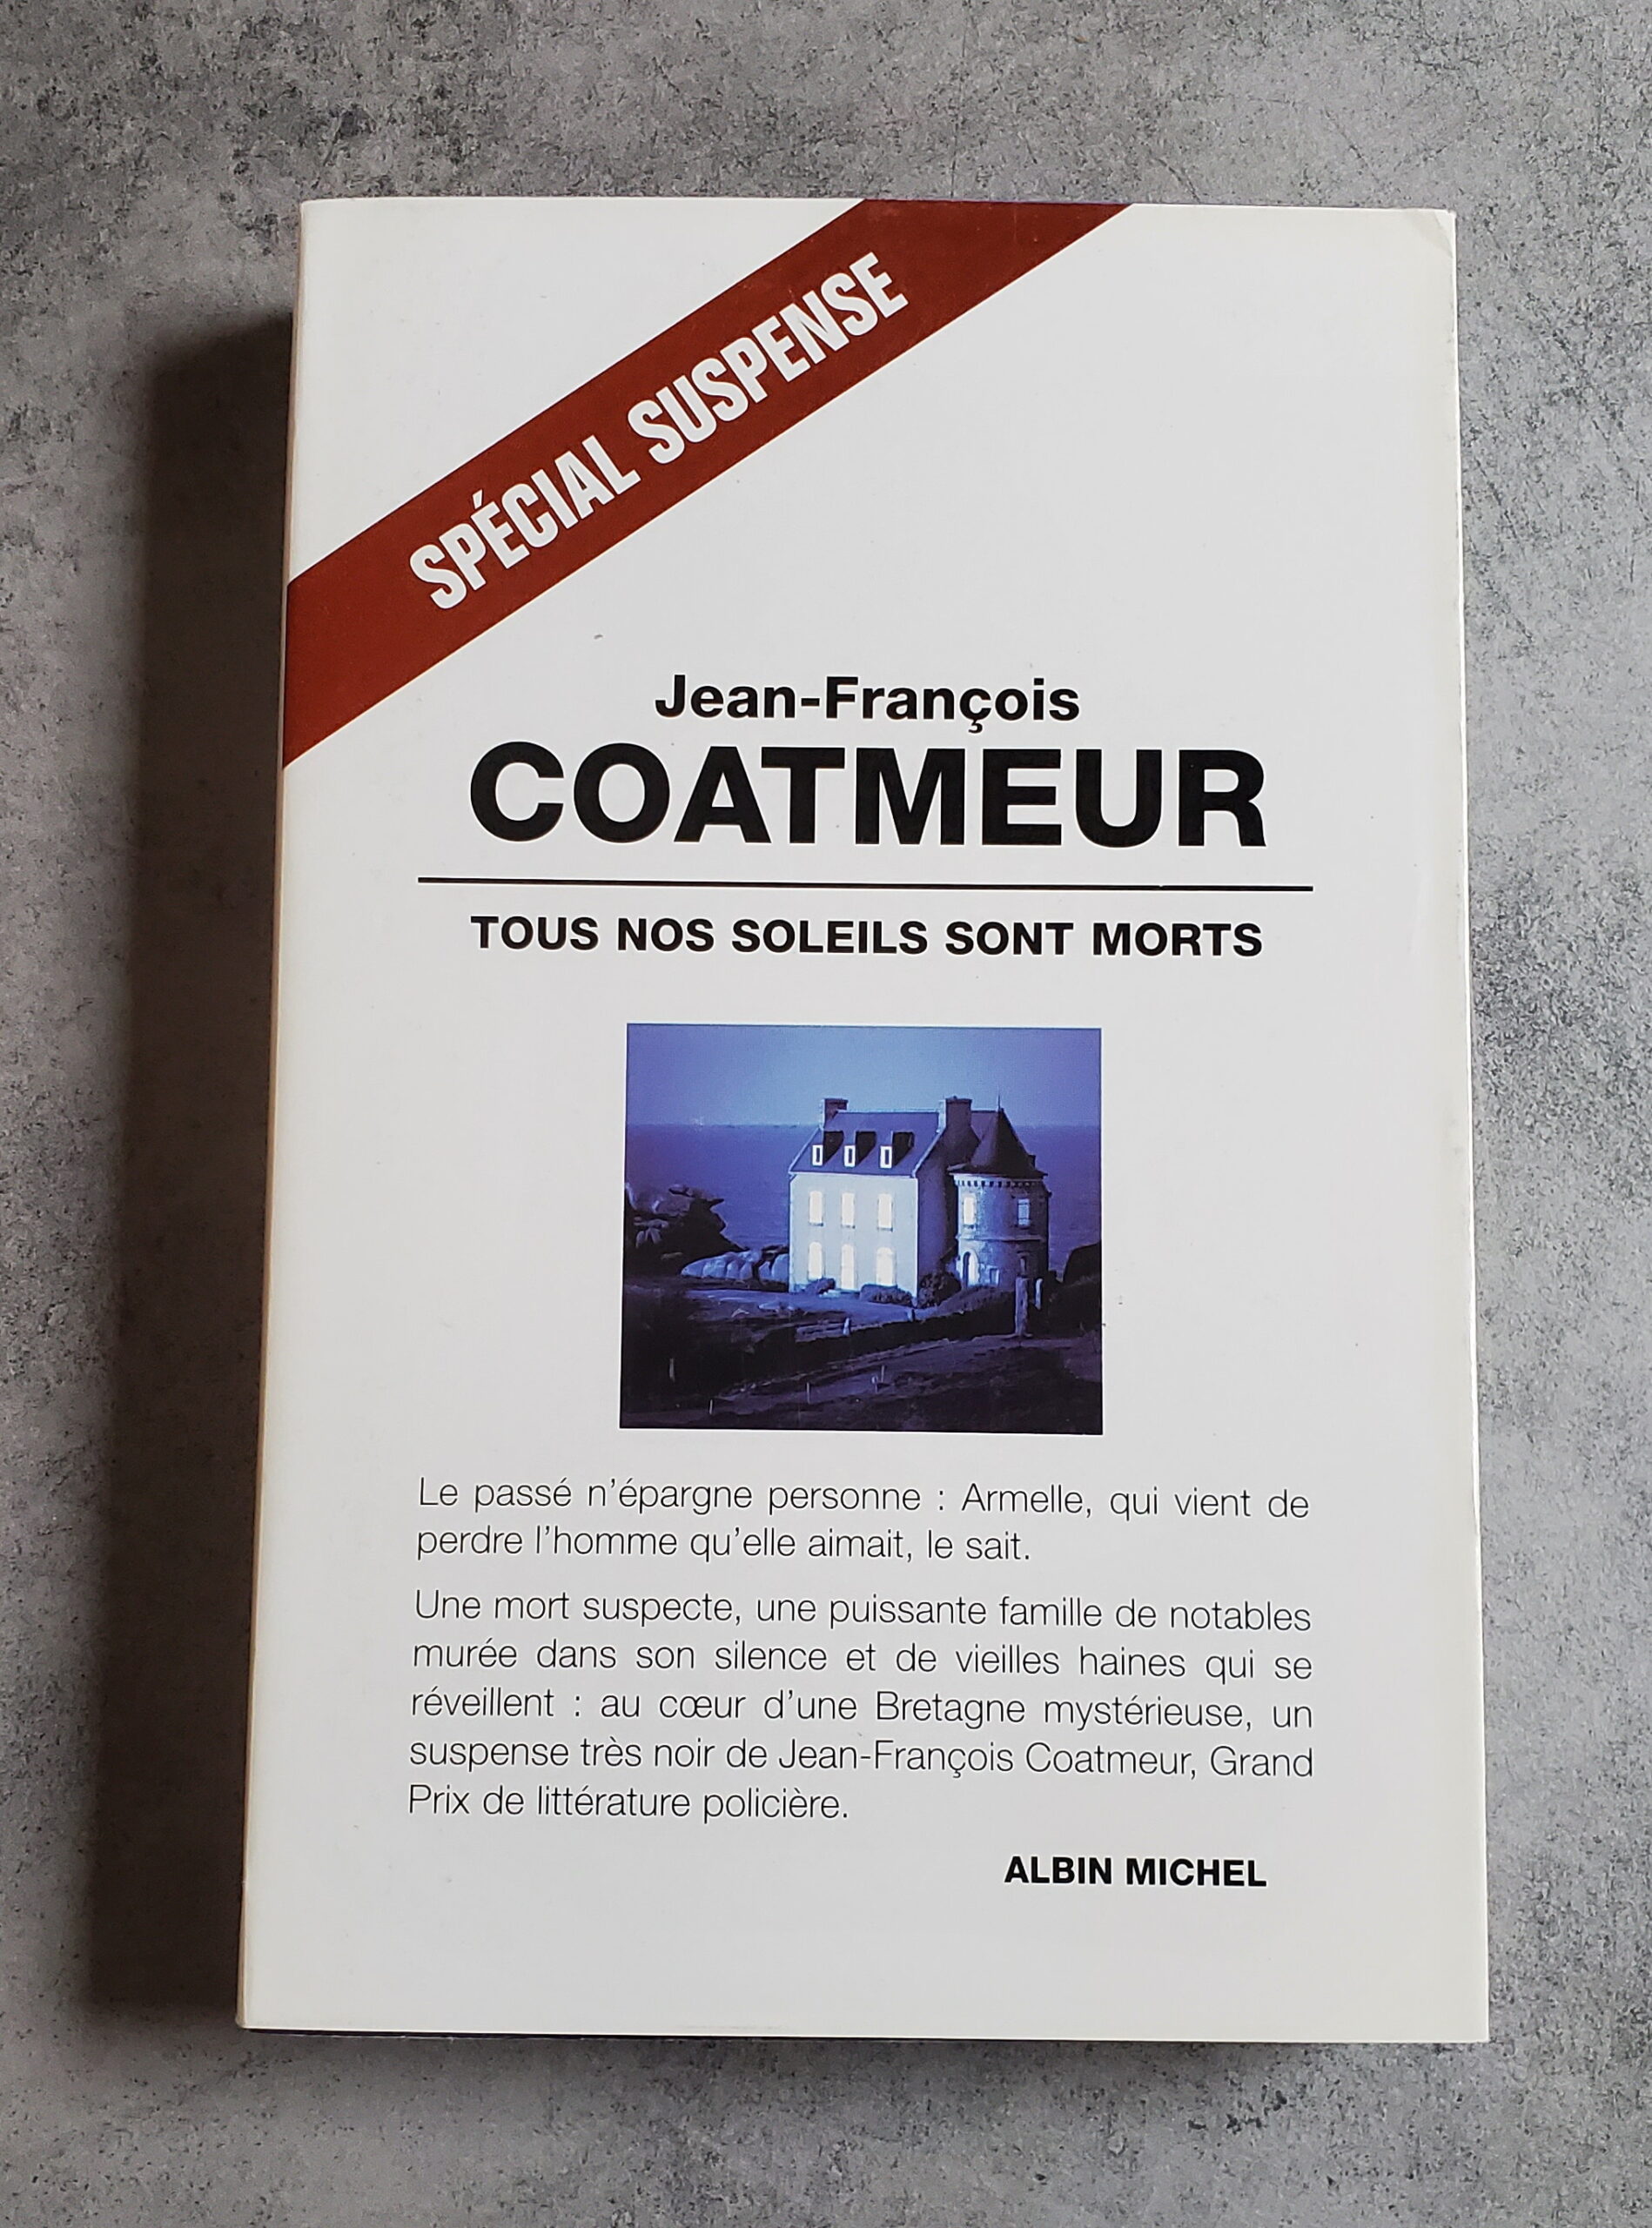 SPÉCIAL SUSPENSE
Jean-François
COATMEUR
TOUS NOS SOLEILS SONT MORTS
Le passé n'épargne personne : Armelle, qui vient de
perdre l'homme qu'elle aimait, le sait.
Une mort suspecte, une puissante famille de notables
murée dans son silence et de vieilles haines qui se
réveillent : au cœur d'une Bretagne mystérieuse, un
suspense très noir de Jean-François Coatmeur, Grand
Prix de littérature policière.
ALBIN MICHEL